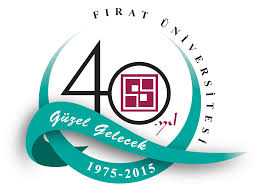 FIRAT ÜNİVERSİTESİ
40
.yıl
Güzel Gelecek
1975-2015